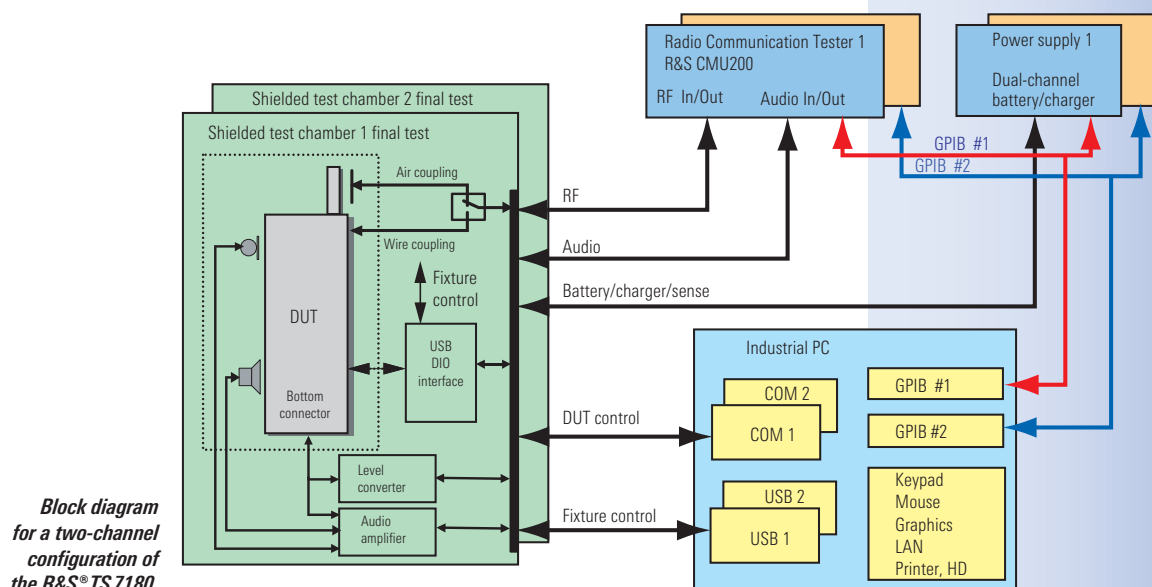 Radio Communication Tester 1
R&S CMU200
RF In/Out
Audio In/Out
Power supply 1
Dual-channel
battery/charger
Shielded test chamber 2 final test
Shielded test chamber 1 final test
GPIB #1
GPIB #2
Air coupling
RF
Wire coupling
Audio
Fixture
control
Battery/charger/sense
DUT
USB
DIO
interface
Bottom
connector
Industrial PC
COM 2
COM 1
GPIB #1
GPIB #2
DUT control
Level
converter
Audio
amplifier
USB 2
USB 1
Fixture control
Keypad
Mouse
Graphics
LAN
Printer, HD
Block diagram
for a two-channel
configuration of
the R&S® TS 7180.